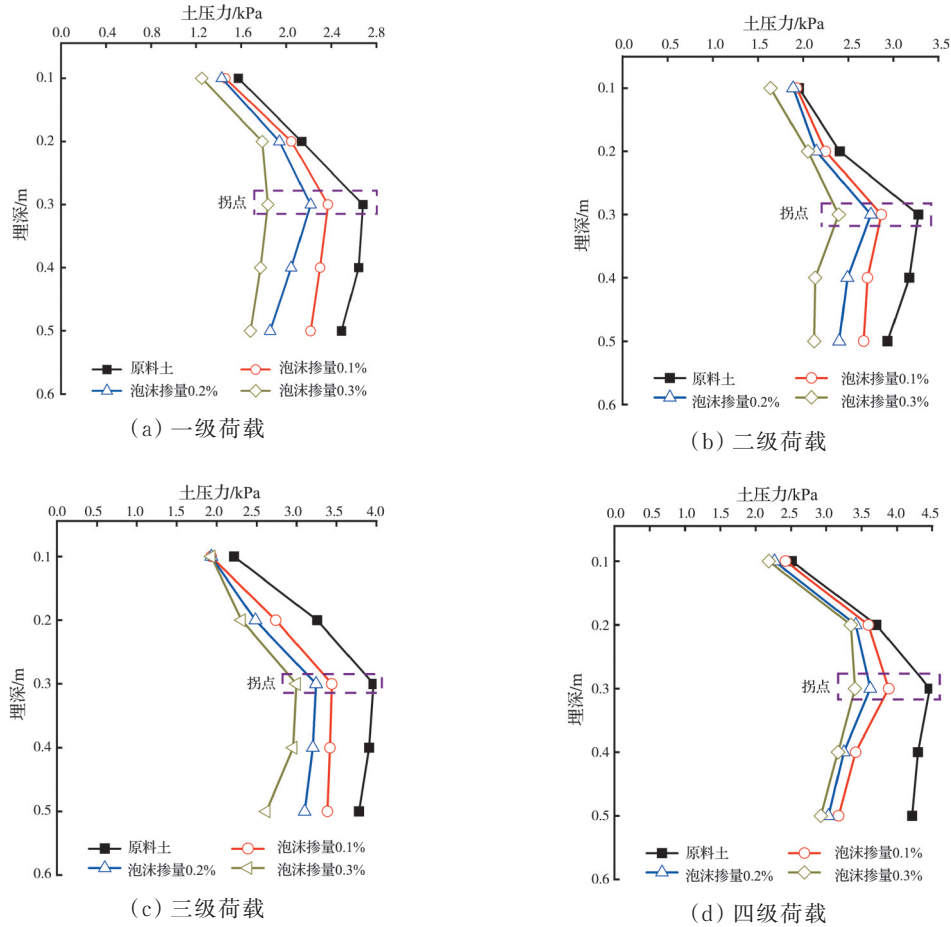 土压力/kPa
0.0 0.4 0.8 1.2 1.6 2.0 2.4 2.8
0.1
0.2
0.3
0.4
0.5
0.6
埋深/m
拐点
原料土 泡沫掺量0.1%
泡沫掺量0.2% 泡沫掺量0.3%
(a) 一级荷载
土压力/kPa
0.0 0.5 1.0 1.5 2.0 2.5 3.0 3.5
0.1
0.2
0.3
0.4
0.5
0.6
埋深/m
拐点
原料土 泡沫掺量0.1%
泡沫掺量0.2% 泡沫掺量0.3%
(b) 二级荷载
土压力/kPa
0.0 0.5 1.0 1.5 2.0 2.5 3.0 3.5 4.0
0.1
0.2
0.3
0.4
0.5
0.6
埋深/m
拐点
原料土 泡沫掺量0.1%
泡沫掺量0.2% 泡沫掺量0.3%
(c) 三级荷载
土压力/kPa
0.0 0.5 1.0 1.5 2.0 2.5 3.0 3.5 4.0 4.5
0.1
0.2
0.3
0.4
0.5
0.6
埋深/m
拐点
原料土 泡沫掺量0.1%
泡沫掺量0.2% 泡沫掺量0.3%
(d) 四级荷载